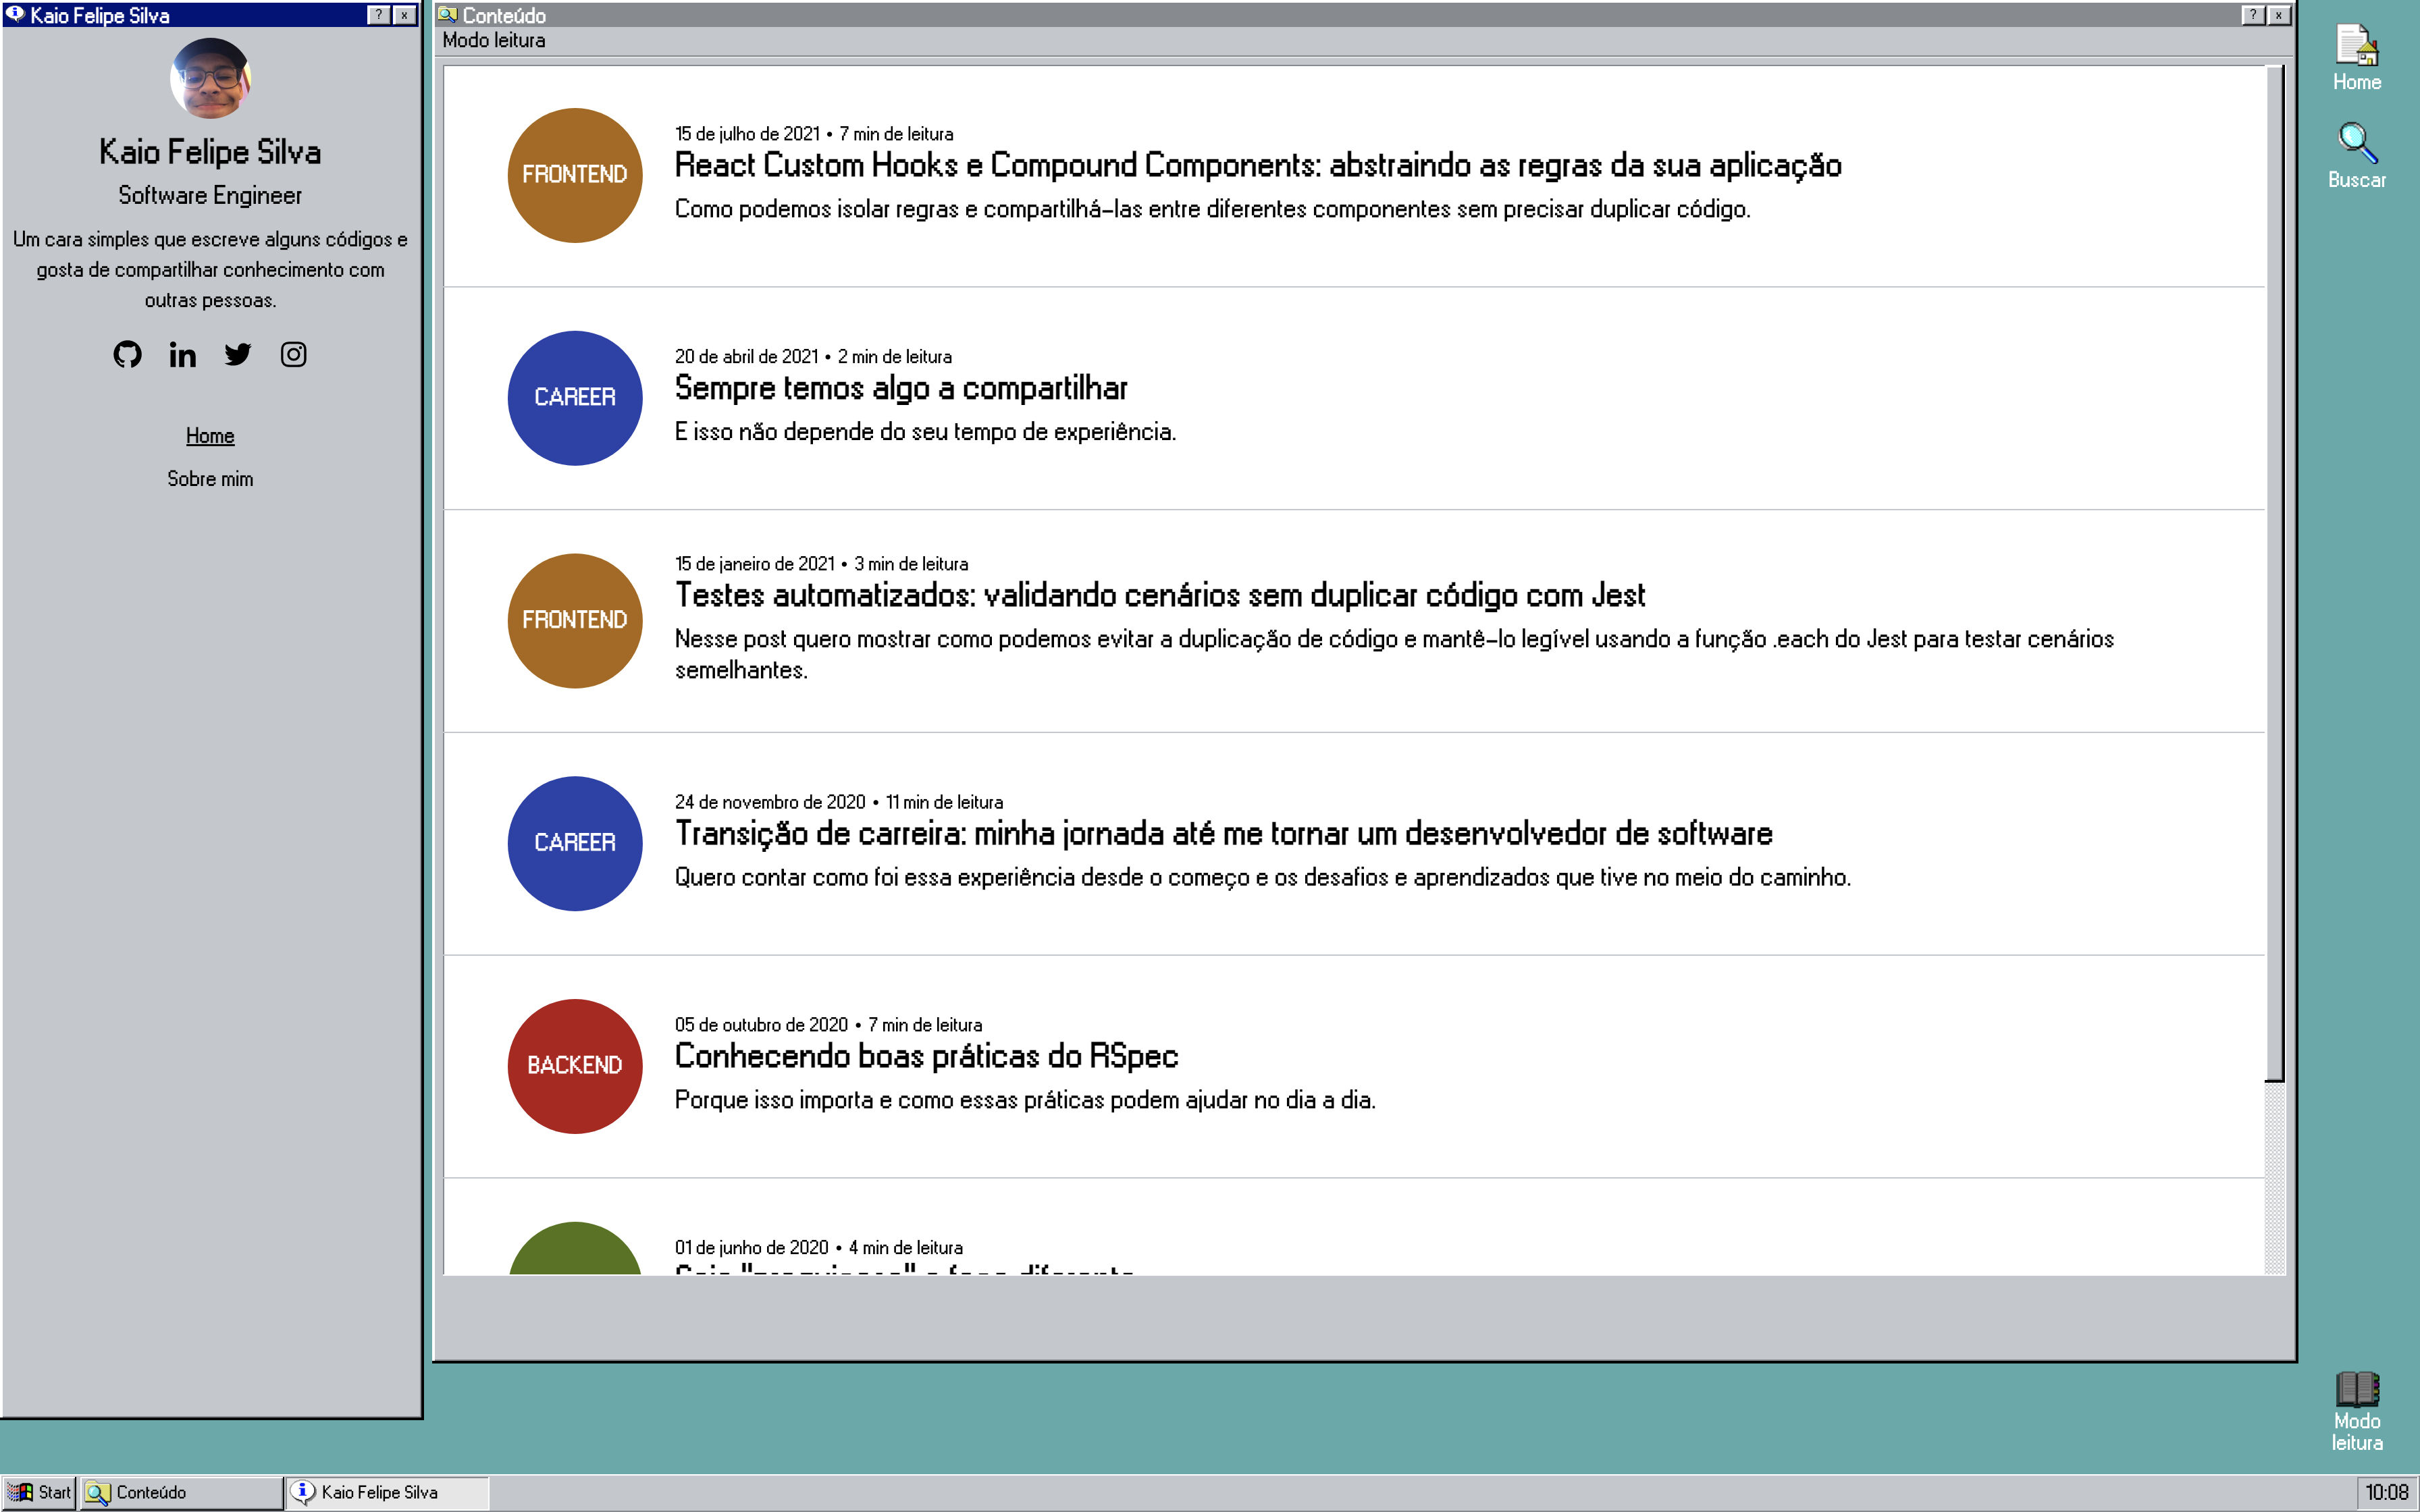 Kaio Felipe Silva
? x
Kaio Felipe Silva
Software Engineer
Um cara simples que escreve alguns códigos e
gosta de compartilhar conhecimento com
outras pessoas.
Home
Sobre mim
Conteúdo
? x
Modo leitura
FRONTEND
15 de julho de 2021 • 7 min de leitura
React Custom Hooks e Compound Components: abstraindo as regras da sua aplicação
Como podemos isolar regras e compartilhá-las entre diferentes componentes sem precisar duplicar código.
CAREER
20 de abril de 2021 • 2 min de leitura
Sempre temos algo a compartilhar
E isso não depende do seu tempo de experiência.
FRONTEND
15 de janeiro de 2021 • 3 min de leitura
Testes automatizados: validando cenários sem duplicar código com Jest
Nesse post quero mostrar como podemos evitar a duplicação de código e mantê-lo legível usando a função .each do Jest para testar cenários
semelhantes.
CAREER
24 de novembro de 2020 • 11 min de leitura
Transição de carreira: minha jornada até me tornar um desenvolvedor de software
Quero contar como foi essa experiência desde o começo e os desafios e aprendizados que tive no meio do caminho.
BACKEND
05 de outubro de 2020 • 7 min de leitura
Conhecendo boas práticas do RSpec
Porque isso importa e como essas práticas podem ajudar no dia a dia.
01 de junho de 2020 • 4 min de leitura
Home
Buscar
Modo
leitura
Start
Conteúdo
Kaio Felipe Silva
10:08